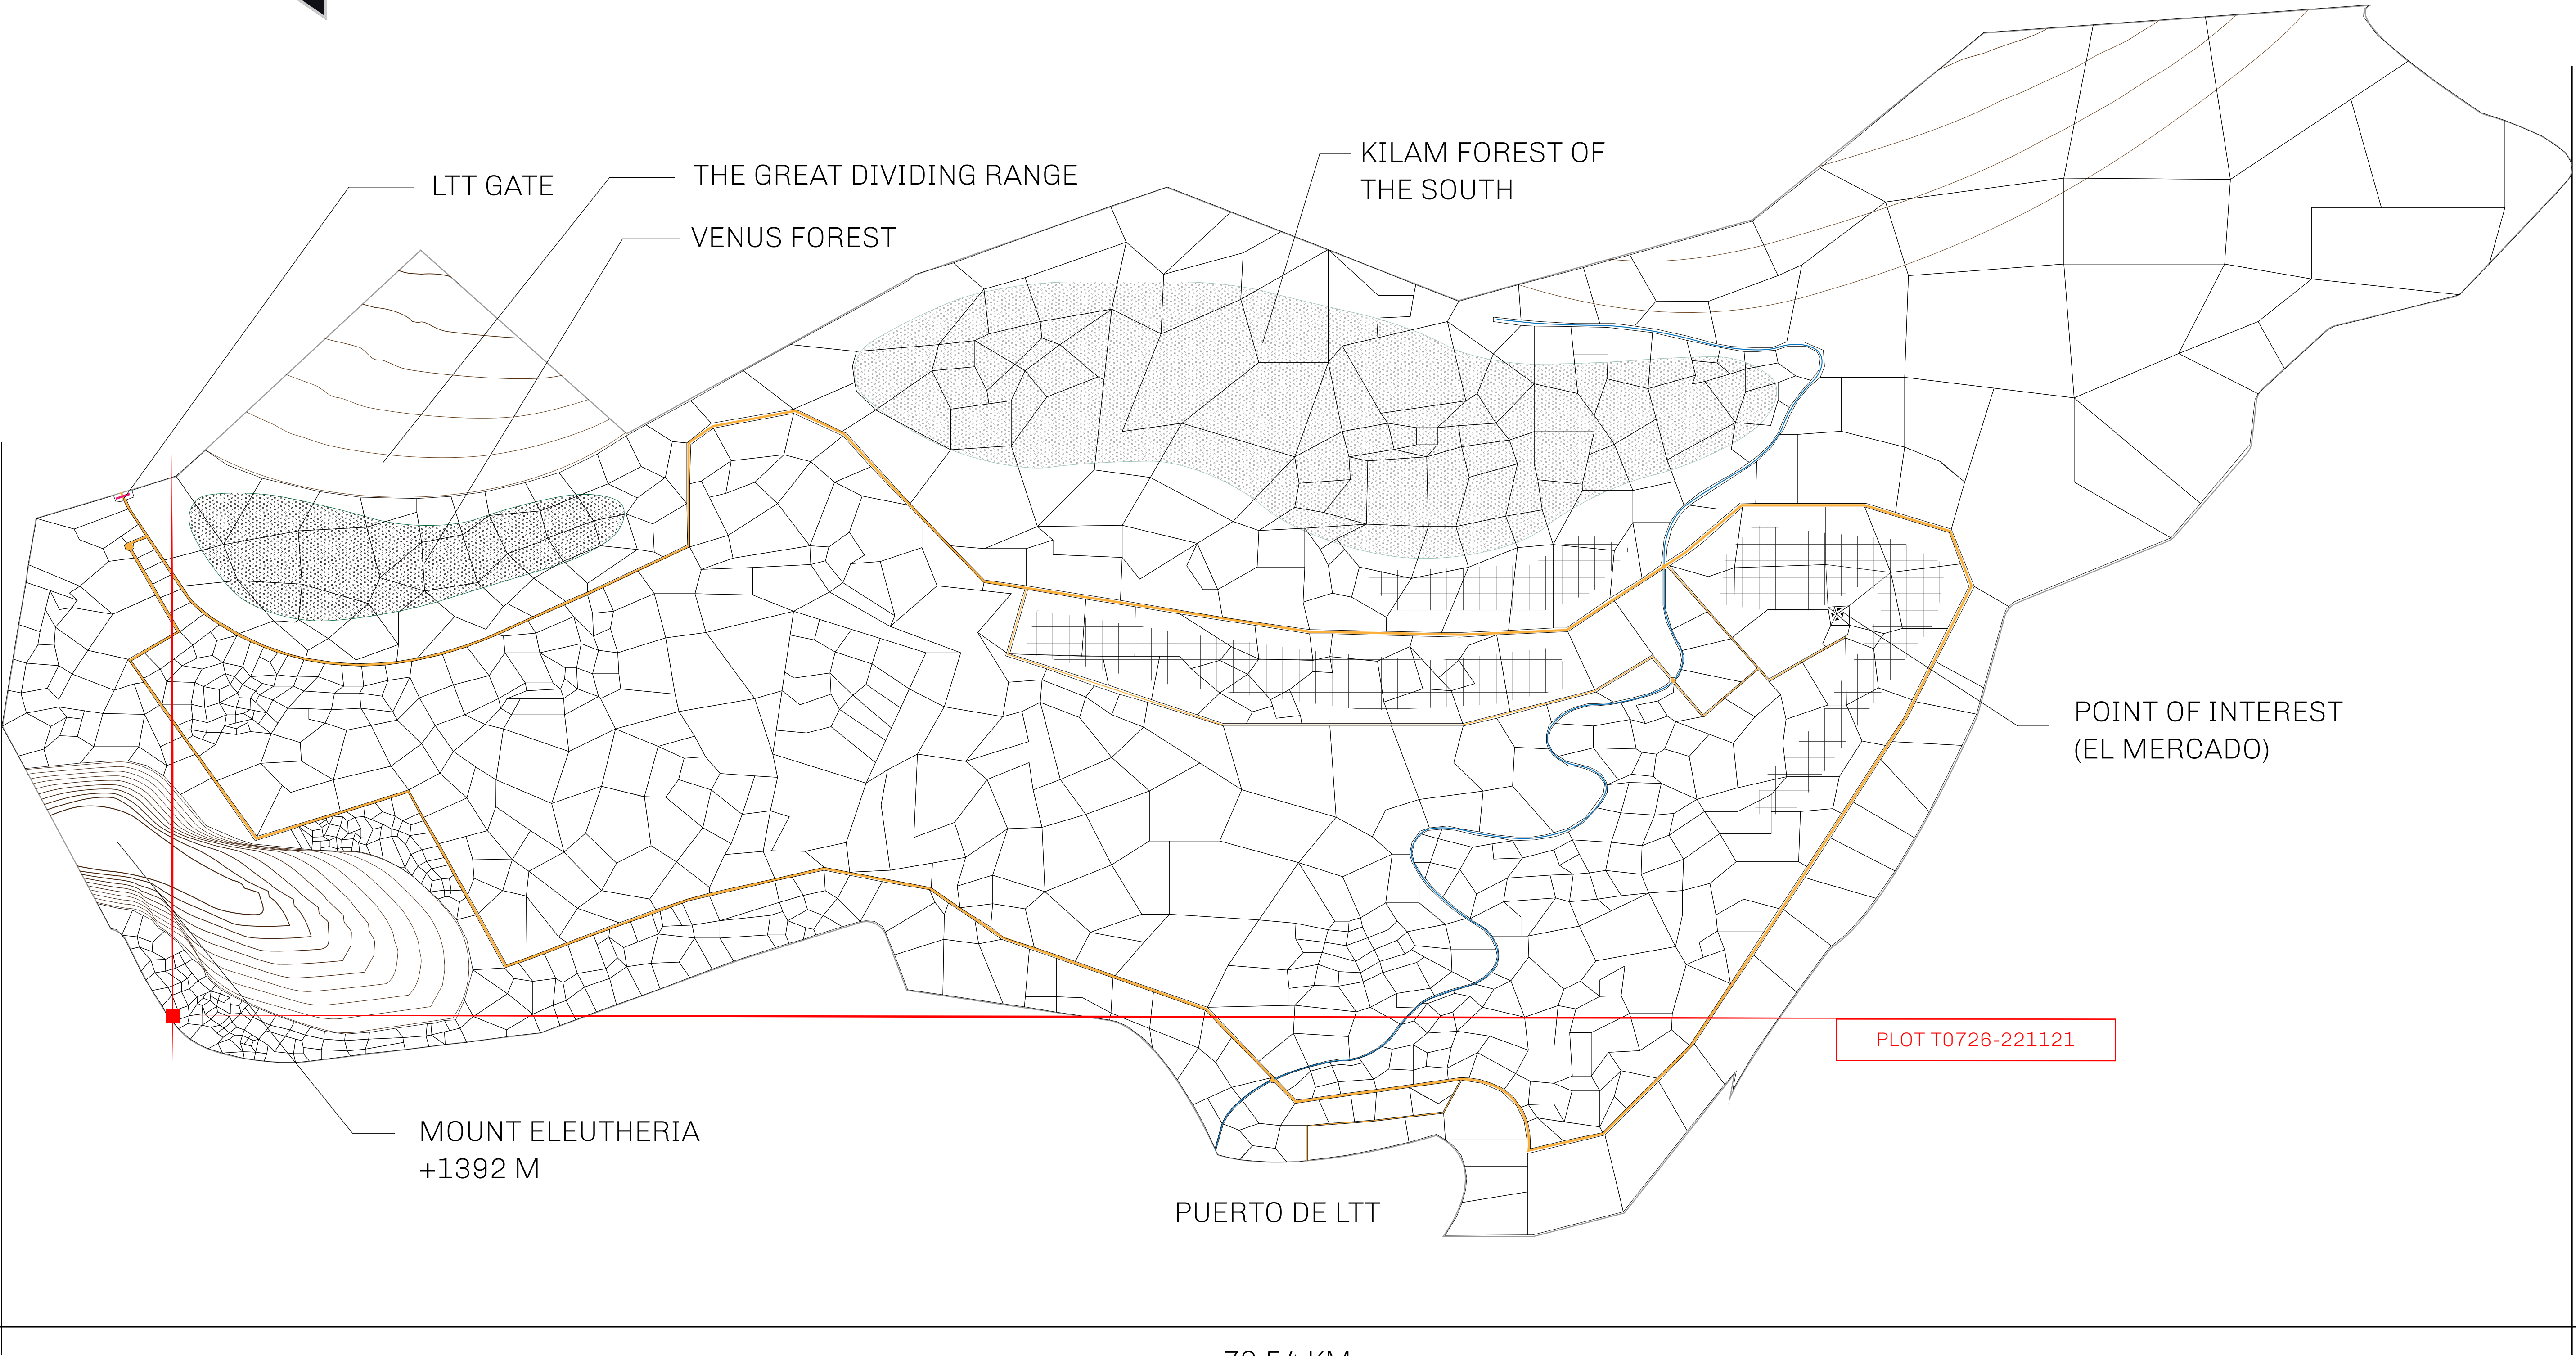 KILAM FOREST OF
THE SOUTH
LTT GATE
THE GREAT DIVIDING RANGE
VENUS FOREST
POINT OF INTEREST
(EL MERCADO)
PLOT T0726-221121
MOUNT ELEUTHERIA
+1392 M
PUERTO DE LTT
KM